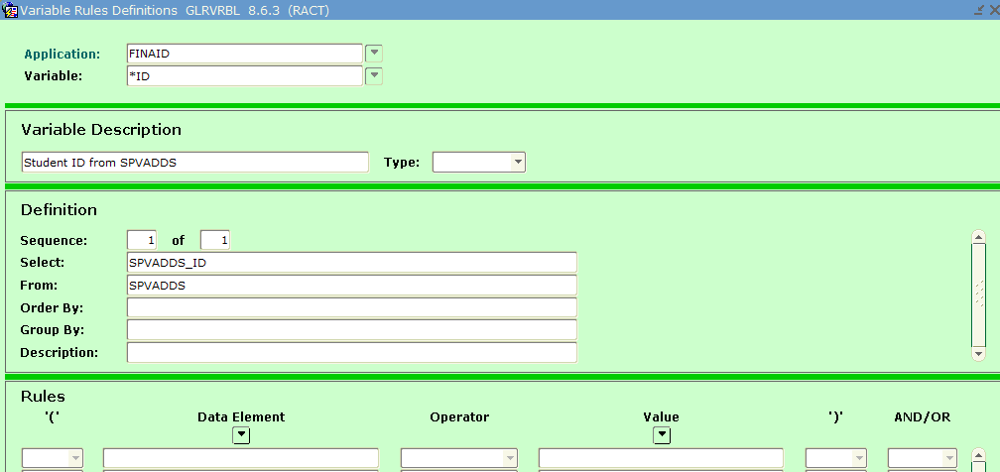 Variable Rules Definitions GLRVRBL 8.6.3 (RACT)
Application: FINAID
Variable: *ID
Variable Description
Student ID from SPVADDS Type:
Definition
Sequence: 1 of 1
Select: SPVADDS_ID
From: SPVADDS
Order By:
Group By:
Description:
Rules
'(' Data Element Operator Value ')' AND/OR